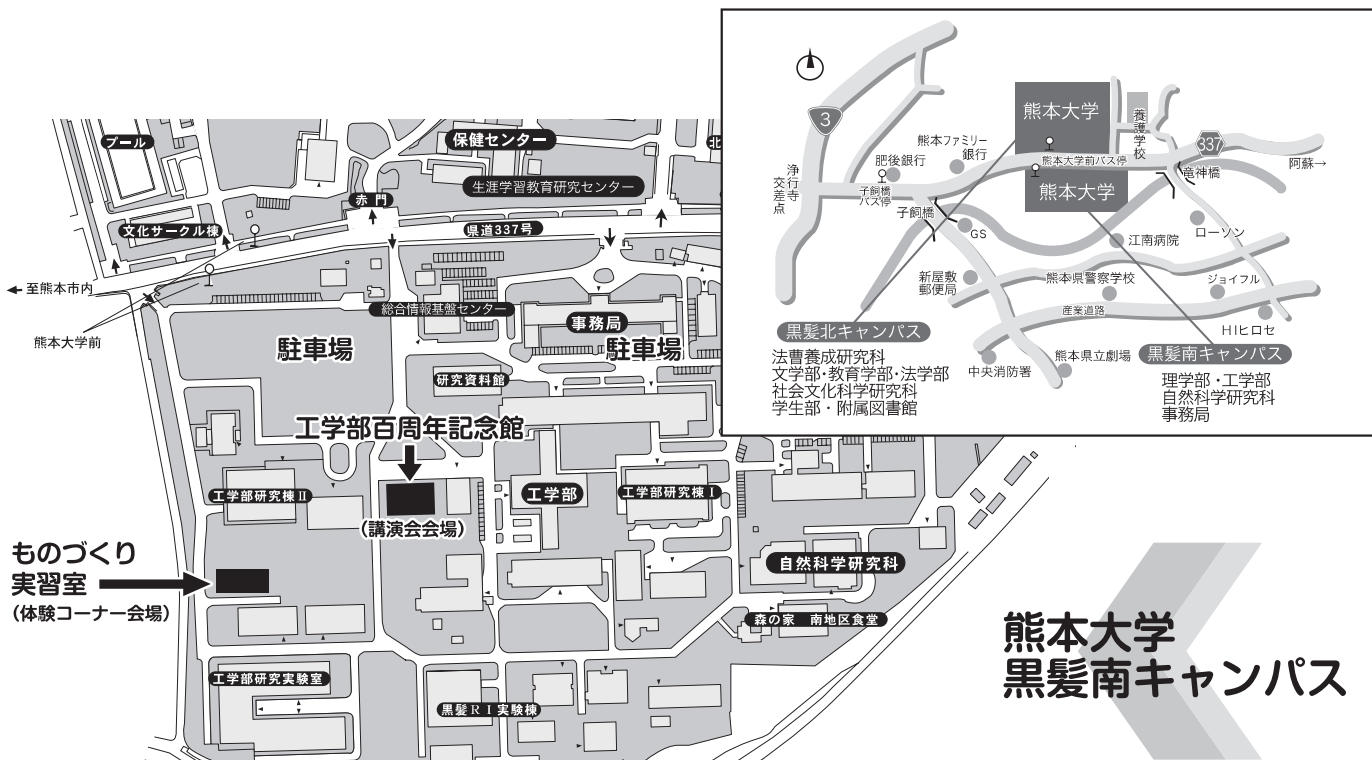 プール
保健センター
北
生涯学習教育研究センター
赤門
文化サークル棟
県道337号
至熊本市内
熊本大学前
総合情報基盤センター
事務局
駐車場
駐車場
研究資料館
工学部百周年記念館
工学部研究棟Ⅱ
工学部
工学部研究棟Ⅰ
（講演会会場）
ものづくり
実習室
（体験コーナー会場）
自然科学研究科
森の家 南地区食堂
工学部研究実験室
黒髪ＲＩ実験棟
熊本大学
黒髪南キャンパス
3
熊本大学
養護学校
337
熊本ファミリー
銀行
肥後銀行
熊本大学前バス停
阿蘇→
浄行寺
交差点
子飼橋
バス停
熊本大学
竜神橋
子飼橋
GS
江南病院
ローソン
新屋敷
郵便局
熊本県警察学校
ジョイフル
産業道路
HIヒロセ
黒髪北キャンパス
法曹養成研究科
文学部・教育学部・法学部
社会文化科学研究科
学生部・附属図書館
中央消防署
熊本県立劇場
黒髪南キャンパス
理学部・工学部
自然科学研究科
事務局